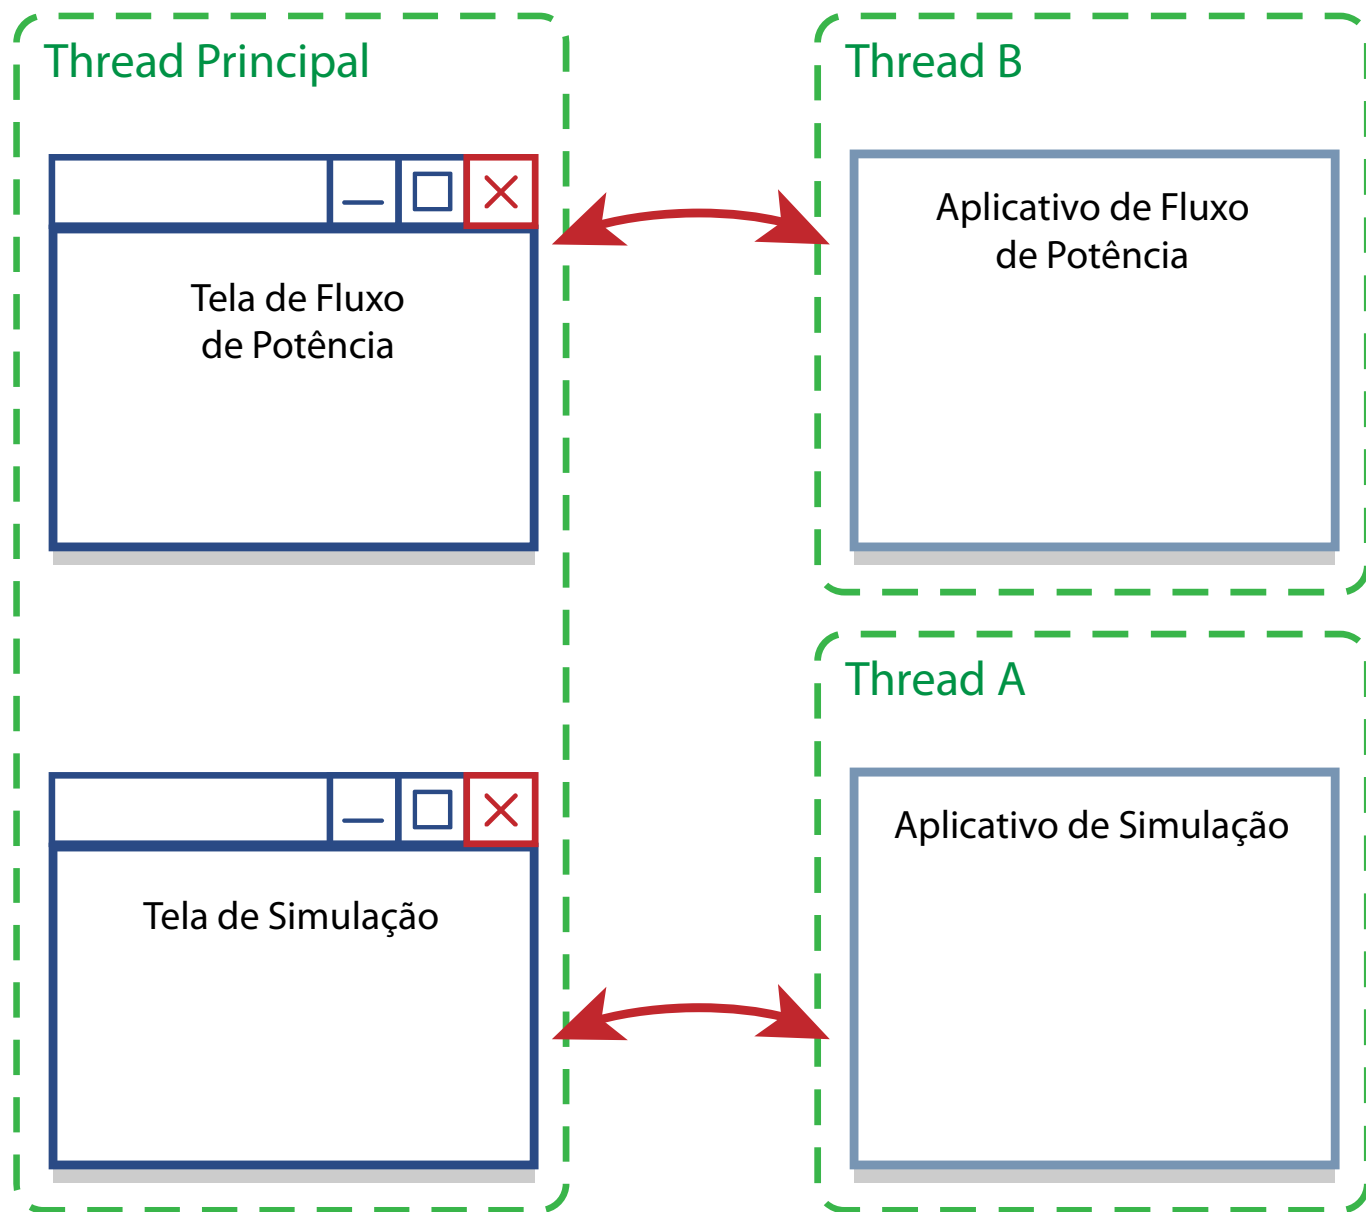 Thread Principal
Tela de Fluxo
de Potência
Tela de Simulação
Thread B
Aplicativo de Fluxo
de Potência
Thread A
Aplicativo de Simulação